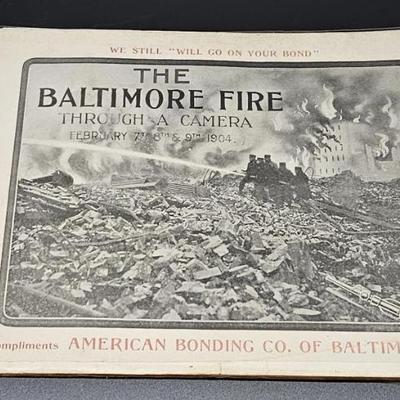 WE STILL "WILL GO ON YOUR BOND"
THE
BALTIMORE FIRE
THROUGH A CAMERA
FEBRUARY 7TH 8TH & 9TH 1904.
ompliments AMERICAN BONDING CO. OF BALTIM